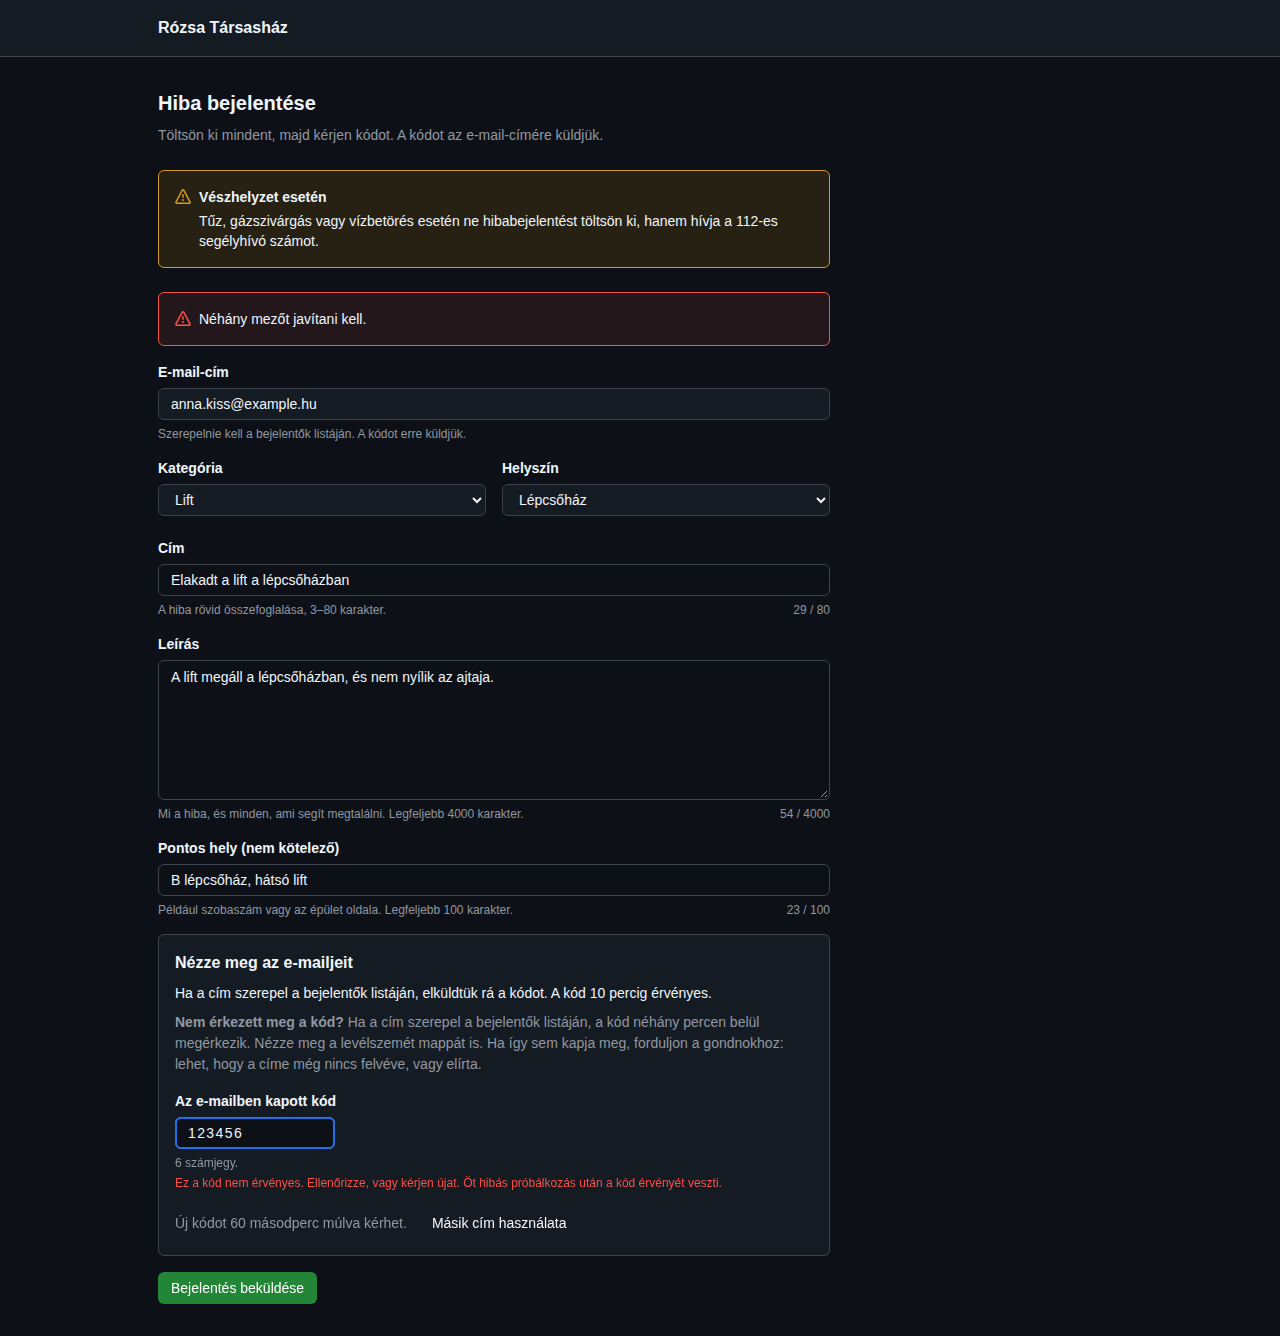 Rózsa Társasház
Hiba bejelentése
Töltsön ki mindent, majd kérjen kódot. A kódot az e-mail-címére küldjük.
Vészhelyzet esetén
Tűz, gázszivárgás vagy vízbetörés esetén ne hibabejelentést töltsön ki, hanem hívja a 112-es
segélyhívó számot.
Néhány mezőt javítani kell.
E-mail-cím
anna.kiss@example.hu
Szerepelnie kell a bejelentők listáján. A kódot erre küldjük.
Kategória Helyszín
Lift Lépcsőház
Cím
Elakadt a lift a lépcsőházban
A hiba rövid összefoglalása, 3–80 karakter. 29 / 80
Leírás
A lift megáll a lépcsőházban, és nem nyílik az ajtaja.
Mi a hiba, és minden, ami segít megtalálni. Legfeljebb 4000 karakter. 54 / 4000
Pontos hely (nem kötelező)
B lépcsőház, hátsó lift
Például szobaszám vagy az épület oldala. Legfeljebb 100 karakter. 23 / 100
Nézze meg az e-mailjeit
Ha a cím szerepel a bejelentők listáján, elküldtük rá a kódot. A kód 10 percig érvényes.
Nem érkezett meg a kód? Ha a cím szerepel a bejelentők listáján, a kód néhány percen belül
megérkezik. Nézze meg a levélszemét mappát is. Ha így sem kapja meg, forduljon a gondnokhoz:
lehet, hogy a címe még nincs felvéve, vagy elírta.
Az e-mailben kapott kód
123456
6 számjegy.
Ez a kód nem érvényes. Ellenőrizze, vagy kérjen újat. Öt hibás próbálkozás után a kód érvényét veszti.
Új kódot 60 másodperc múlva kérhet. Másik cím használata
Bejelentés beküldése